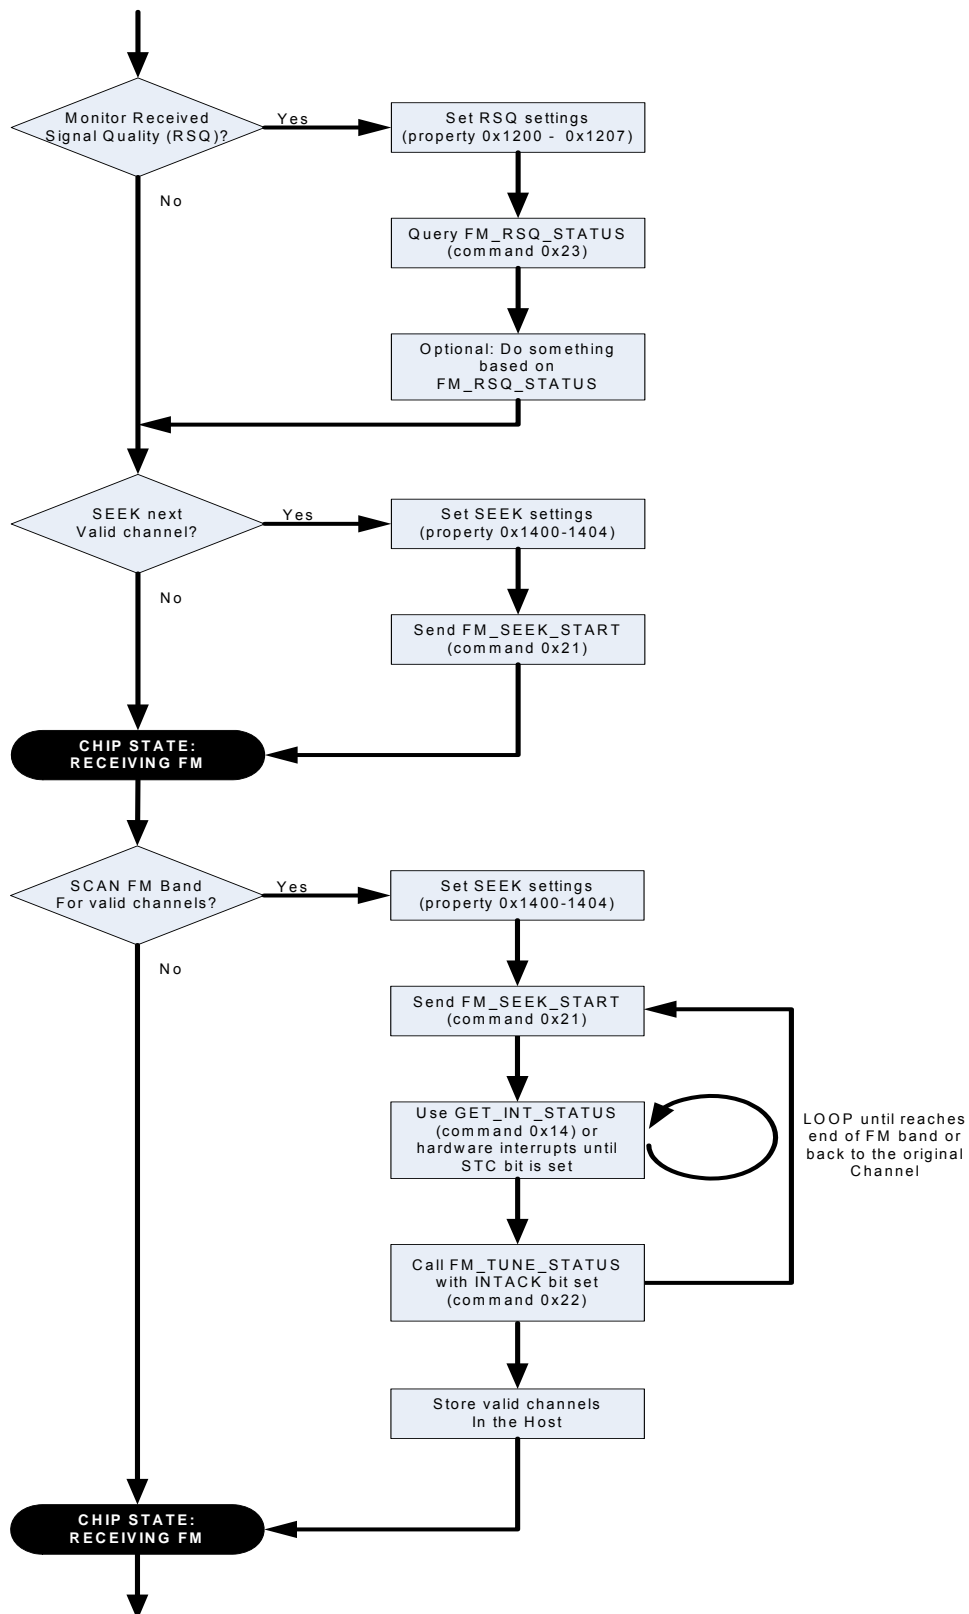 Monitor Received
Signal Quality (RSQ)?
Yes
Set RSQ settings
(property 0x1200 - 0x1207)
No
Query FM_RSQ_STATUS
(command 0x23)
Optional: Do something
based on
FM_RSQ_STATUS
SEEK next
Valid channel?
Yes
Set SEEK settings
(property 0x1400-1404)
No
Send FM_SEEK_START
(command 0x21)
CHIP STATE:
RECEIVING FM
SCAN FM Band
For valid channels?
Yes
Set SEEK settings
(property 0x1400-1404)
No
Send FM_SEEK_START
(command 0x21)
Use GET_INT_STATUS
(command 0x14) or
hardware interrupts until
STC bit is set
LOOP until reaches
end of FM band or
back to the original
Channel
Call FM_TUNE_STATUS
with INTACK bit set
(command 0x22)
Store valid channels
In the Host
CHIP STATE:
RECEIVING FM